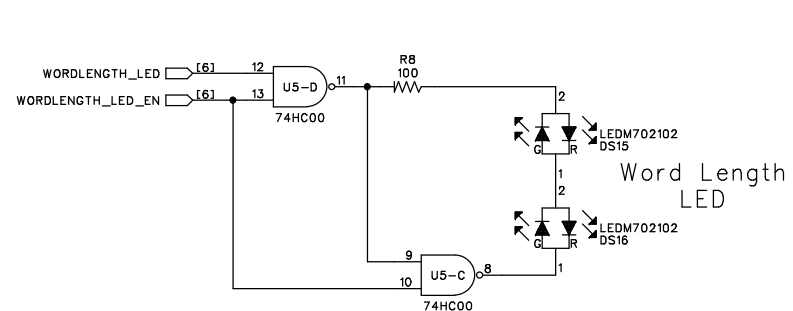 R8
100
WORDLENGTH_LED [6] 12
U5-D
11
WORDLENGTH_LED_EN [6] 13
74HC00
2
G R
LEDM702102
DS15
1
Word Length
LED
2
G R
LEDM702102
DS16
1
9
10
U5-C
8
74HC00